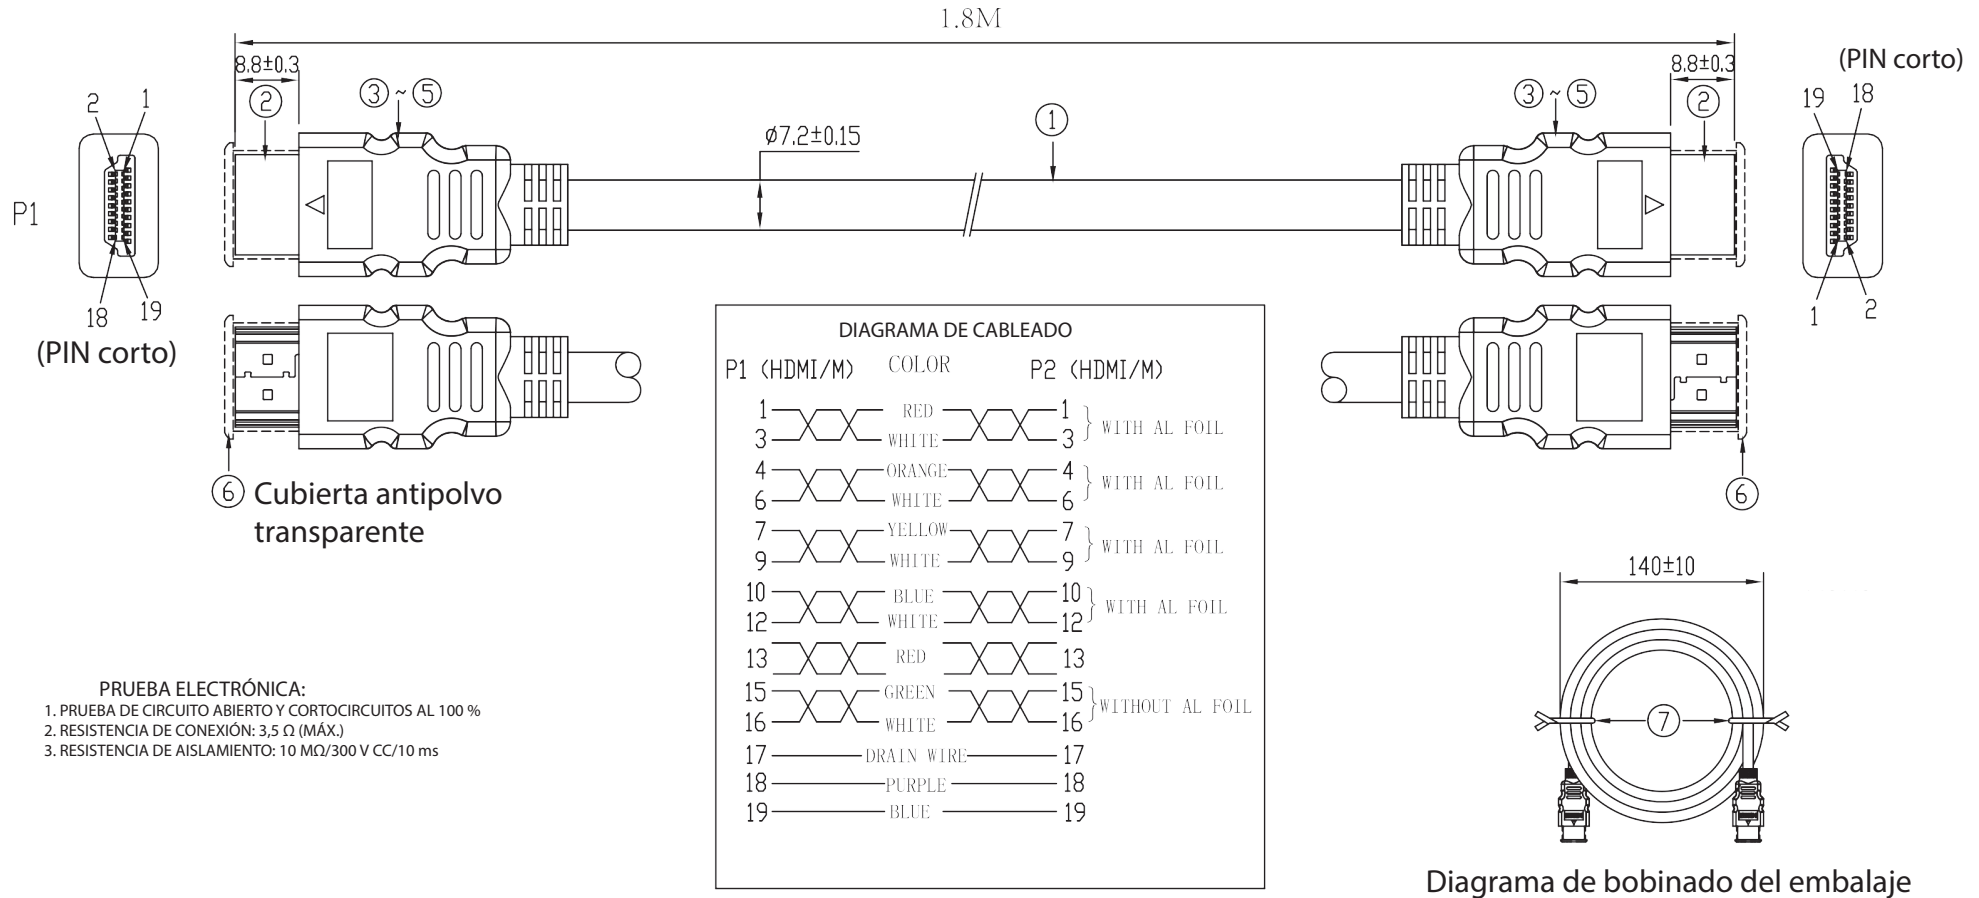 1.8M
8.8±0.3
8.8±0.3
(PIN corto)
2
3 ~ 5
3 ~ 5
2
2 1
19 18
Ø7.2±0.15
1
P1
18 19
1 2
(PIN corto)
6 Cubierta antipolvo
transparente
6
DIAGRAMA DE CABLEADO
P1 (HDMI/M) COLOR P2 (HDMI/M)
1 RED 1
3 WHITE 3
WITH AL FOIL
4 ORANGE 4
6 WHITE 6
WITH AL FOIL
7 YELLOW 7
9 WHITE 9
WITH AL FOIL
10 BLUE 10
12 WHITE 12
WITH AL FOIL
13 RED 13
15 GREEN 15
16 WHITE 16
WITHOUT AL FOIL
17 DRAIN WIRE 17
18 PURPLE 18
19 BLUE 19
PRUEBA ELECTRÓNICA:
1. PRUEBA DE CIRCUITO ABIERTO Y CORTOCIRCUITOS AL 100 %
2. RESISTENCIA DE CONEXIÓN: 3,5 Ω (MÁX.)
3. RESISTENCIA DE AISLAMIENTO: 10 MΩ/300 V CC/10 ms
140±10
7
Diagrama de bobinado del embalaje